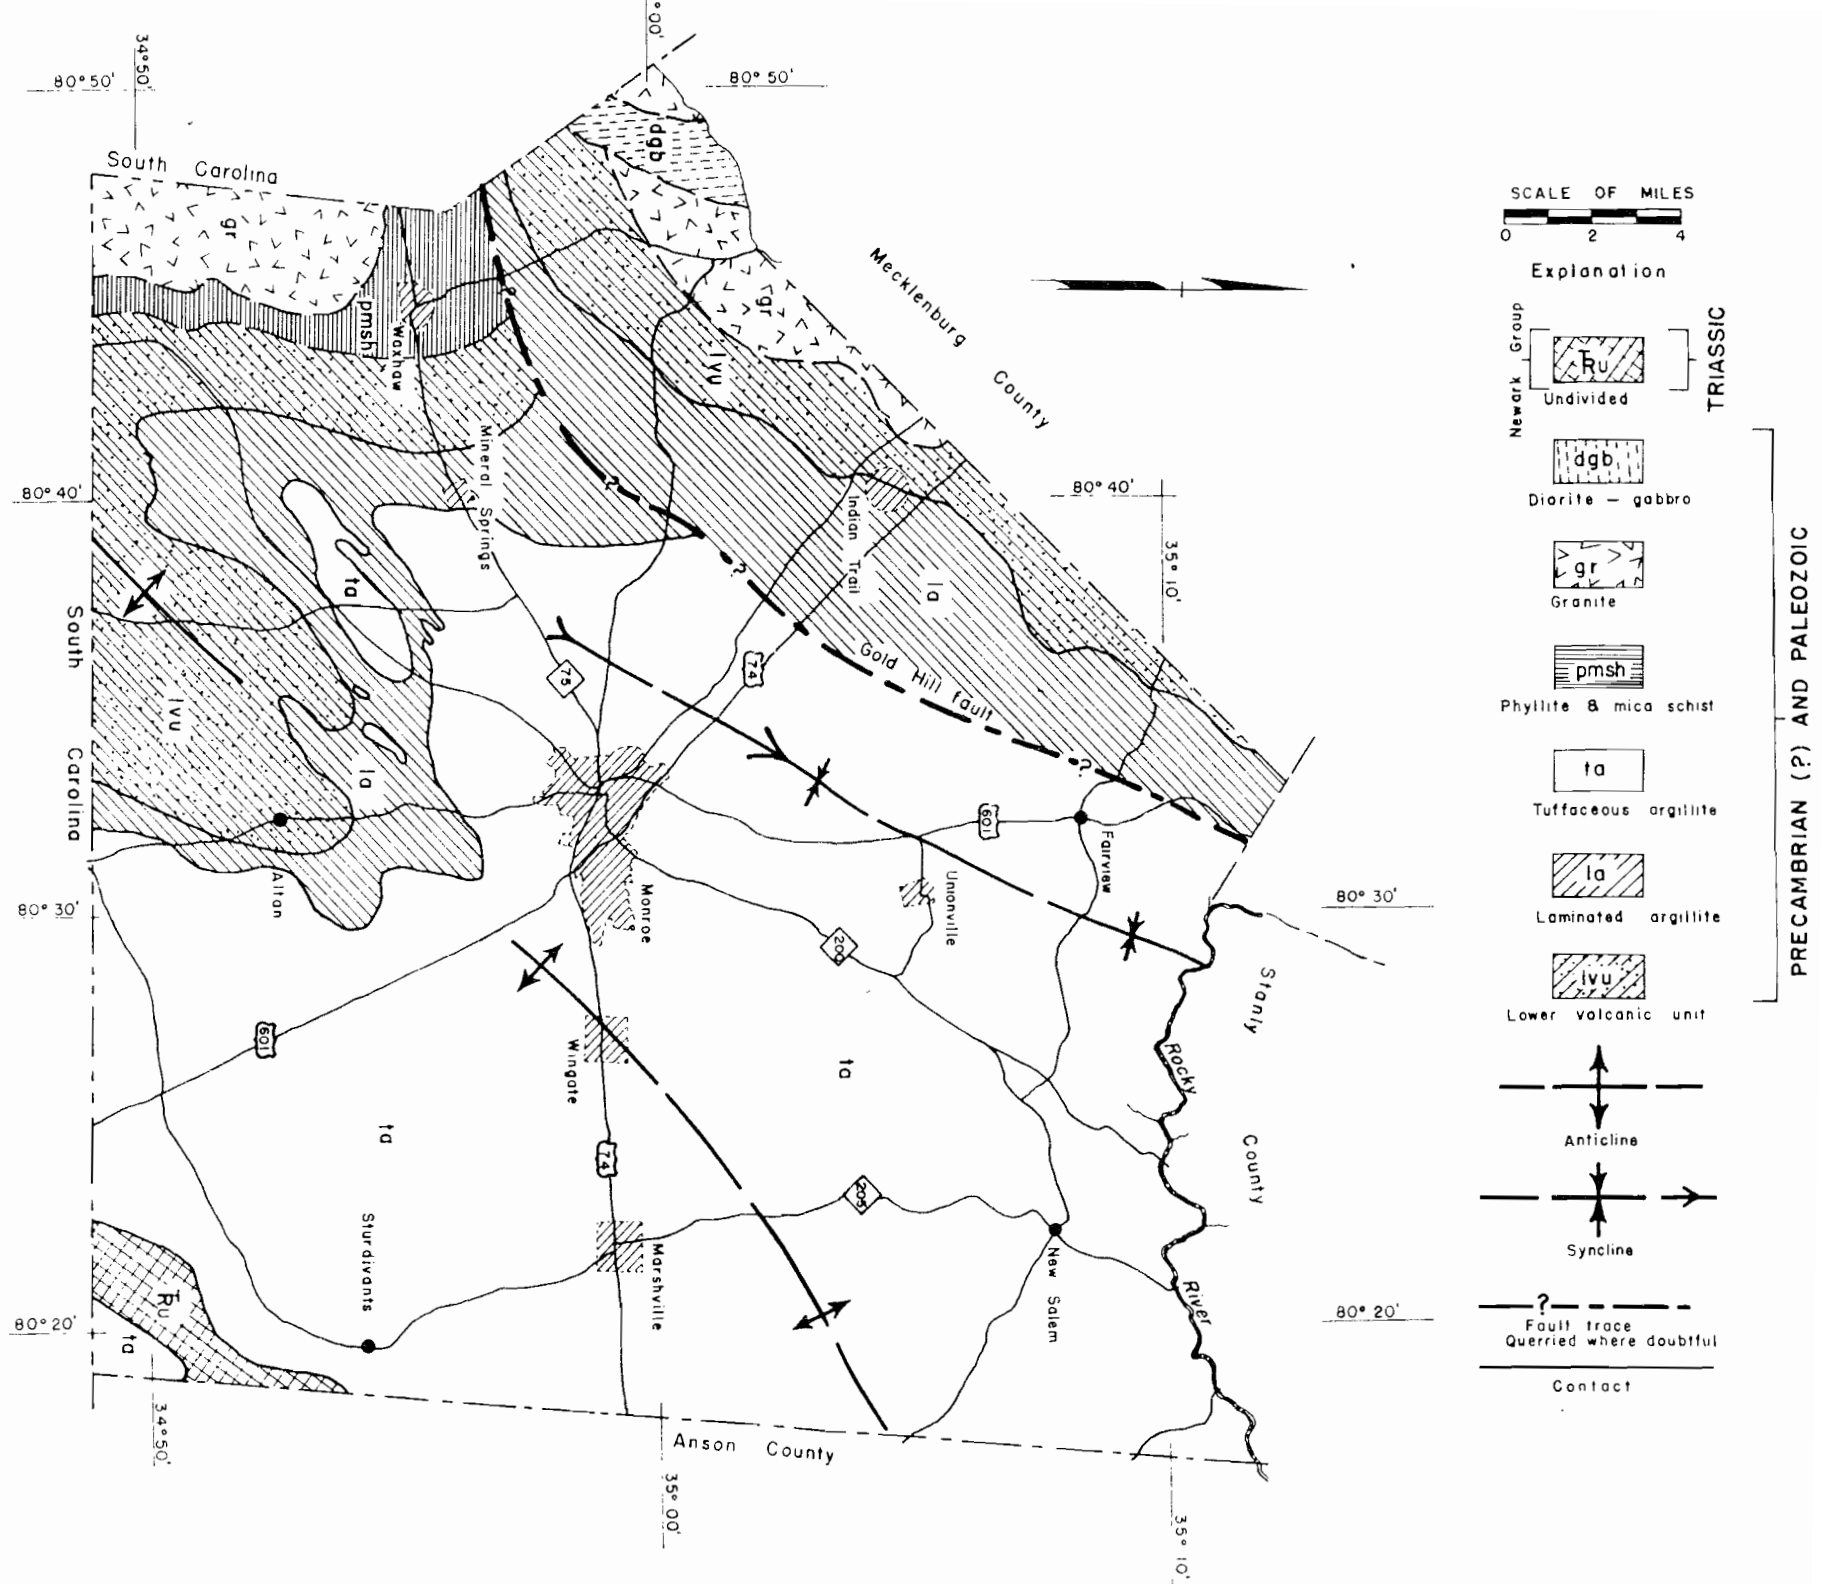 °00'
34°50'
80°50'
80°50'
South Carolina
dgb
gr
gr
Mecklenburg County
pmsh
Waxhaw
lvu
Mineral Springs
80°40'
80°40'
35°10'
Indian Trail
la
ta
South Carolina
lvu
la
75
74
Gold Hill fault
?
?
?
?
601
Fairview
Unionville
Altan
Monroe
200
80°30'
80°30'
Stanly County
Rocky River
601
Wingate
ta
ta
74
205
Sturdivants
Marshville
New Salem
TRu
ta
80°20'
80°20'
Anson County
34°50'
35°00'
35°10'
SCALE OF MILES
0 2 4
Explanation
Newark Group
TRu
Undivided
TRIASSIC
dgb
Diorite — gabbro
gr
Granite
pmsh
Phyllite & mica schist
ta
Tuffaceous argillite
la
Laminated argillite
lvu
Lower volcanic unit
PRECAMBRIAN (?) AND PALEOZOIC
Anticline
Syncline
?
Fault trace
Querried where doubtful
Contact